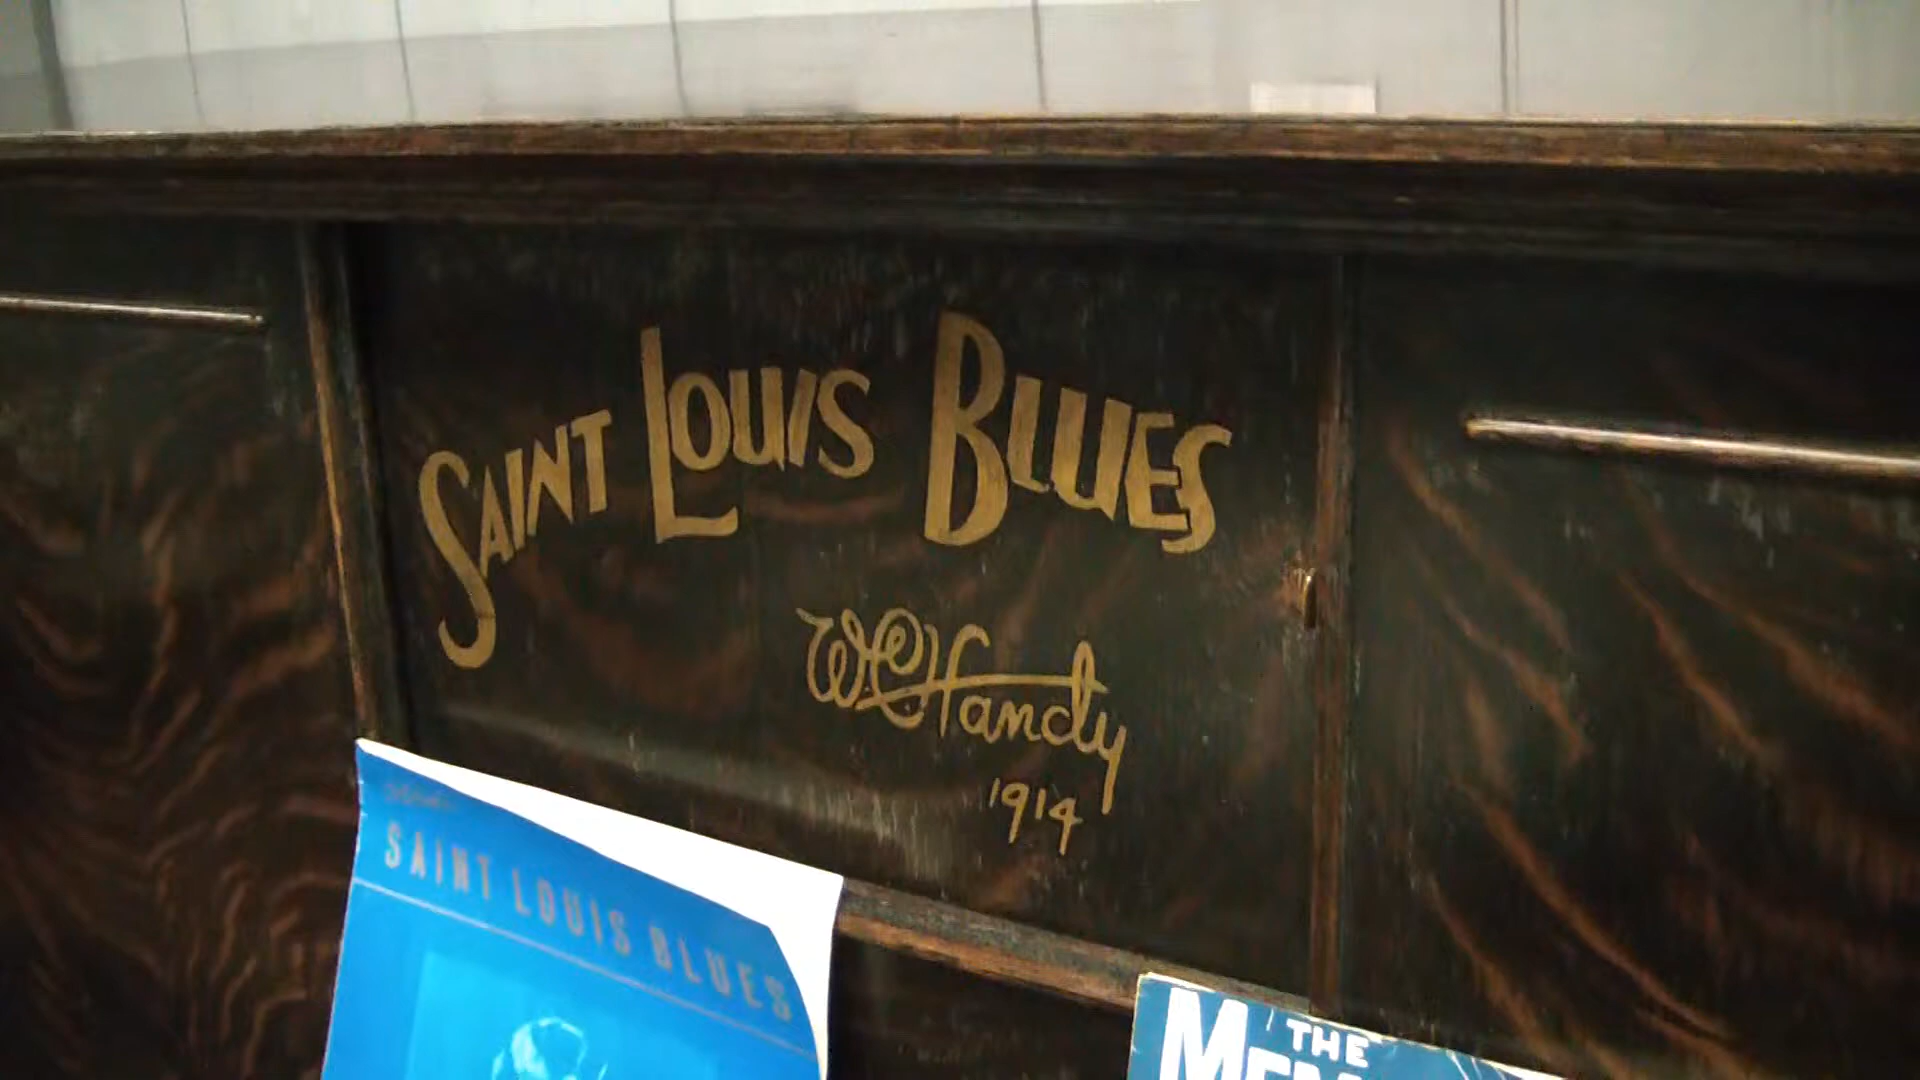 SAINT LOUIS BLUES
W.C. Handy
1914
SAINT LOUIS BLUES
THE